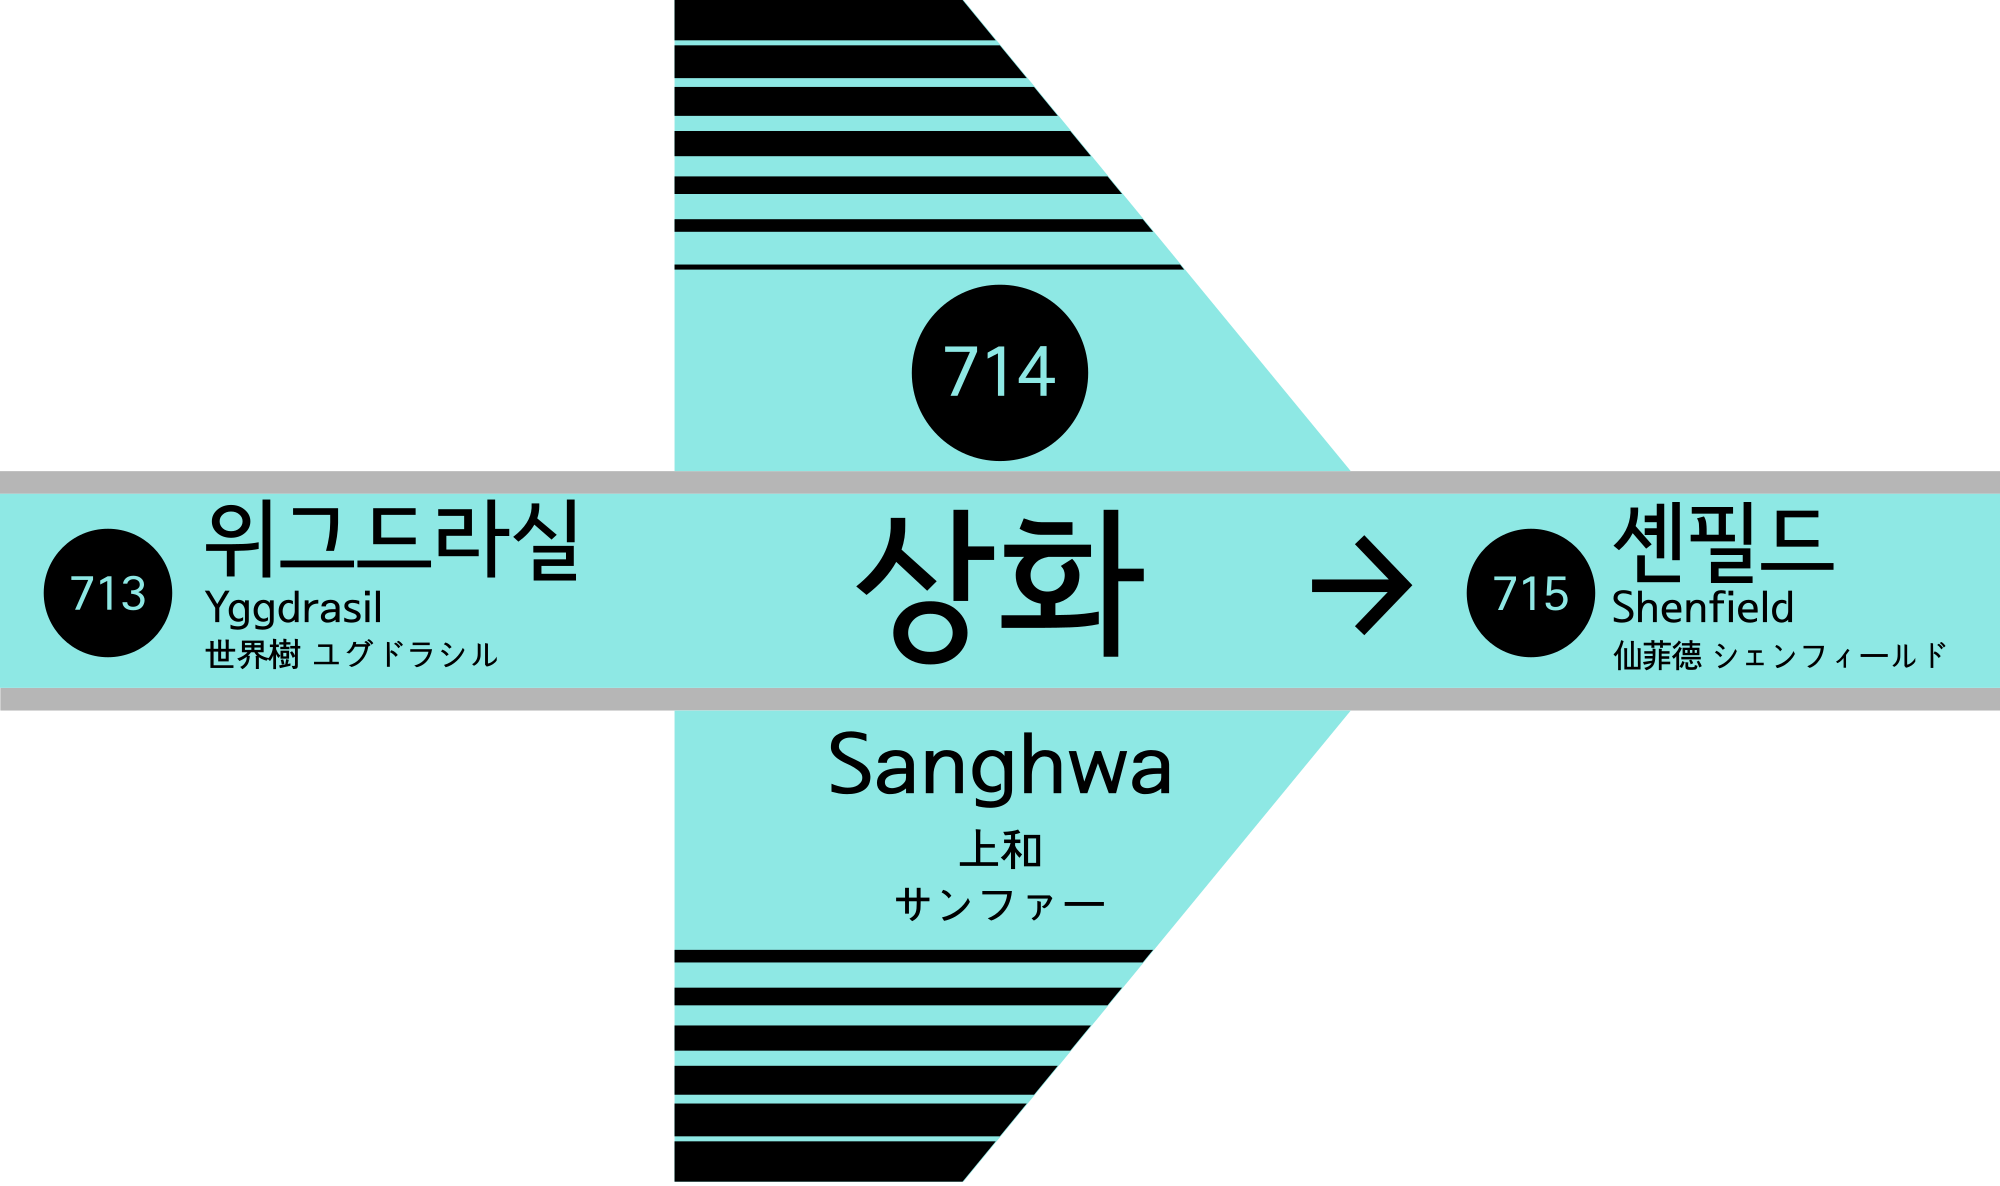 714
713
위그드라실
Yggdrasil
世界樹 ユグドラシル
상화
→
715
셴필드
Shenfield
仙菲德 シェンフィールド
Sanghwa
上和
サンファー